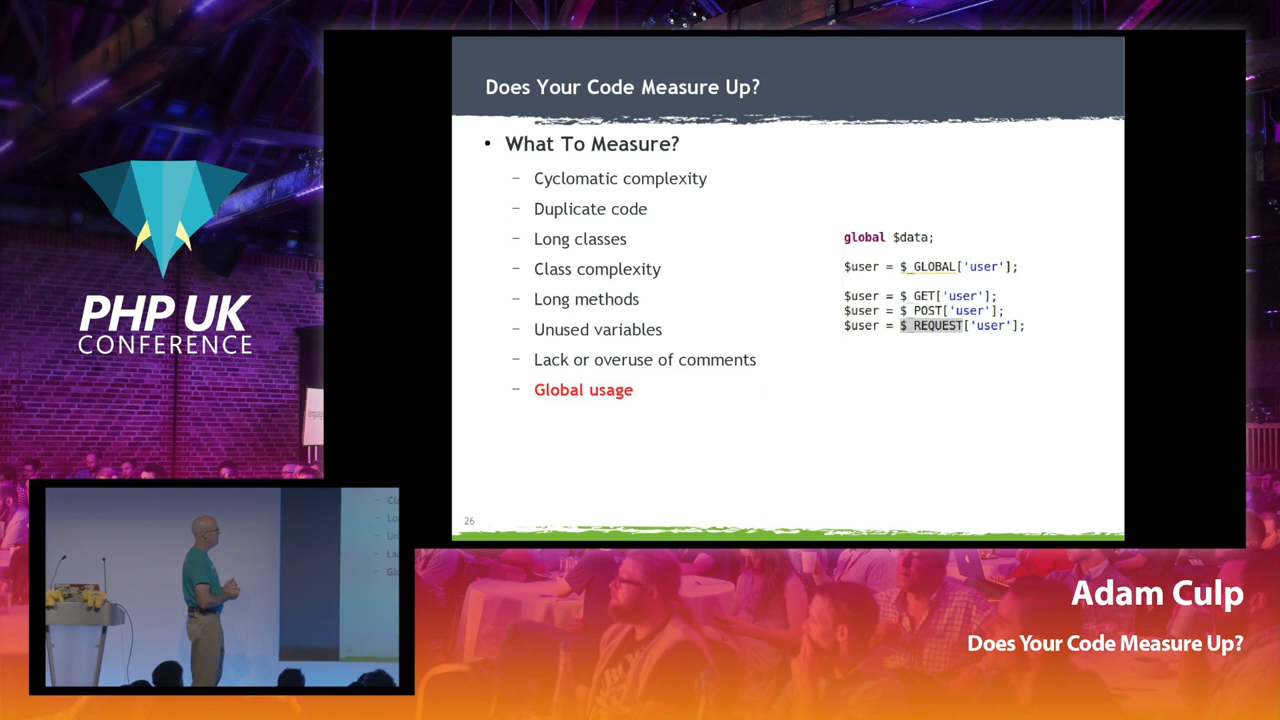 Does Your Code Measure Up?
• What To Measure?
– Cyclomatic complexity
– Duplicate code
– Long classes
– Class complexity
– Long methods
– Unused variables
– Lack or overuse of comments
– Global usage
global $data;
$user = $_GLOBAL['user'];
$user = $_GET['user'];
$user = $_POST['user'];
$user = $_REQUEST['user'];
26
PHP UK
CONFERENCE
Adam Culp
Does Your Code Measure Up?